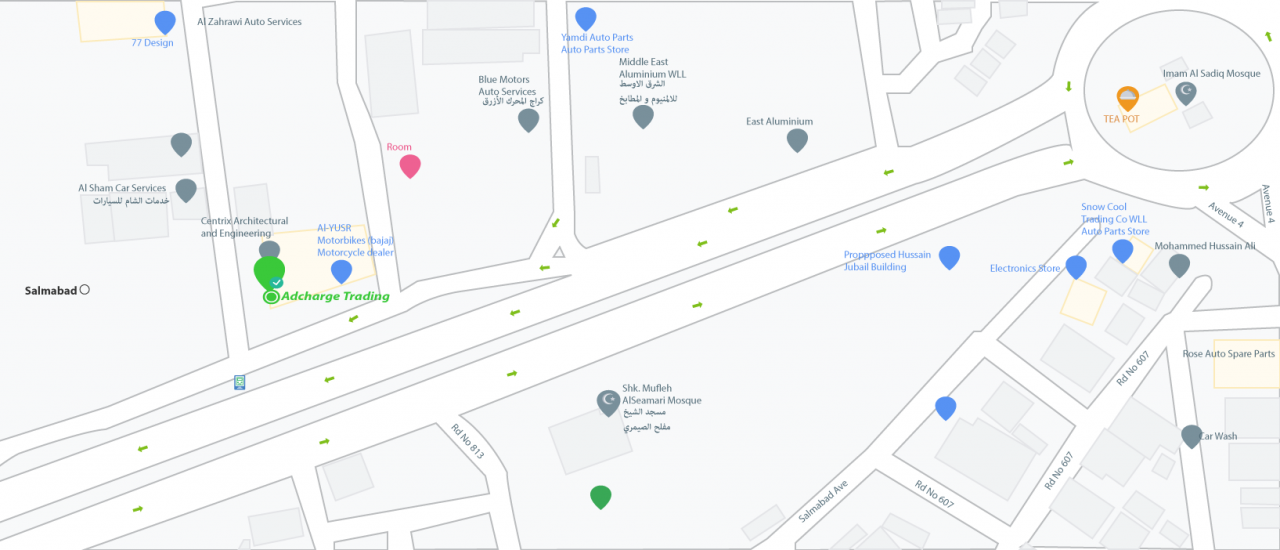 Al Zahrawi Auto Services
77 Design
Yamdi Auto Parts
Auto Parts Store
Middle East
Aluminium WLL
الشرق الاوسط
للالمنيوم و المطابخ
Blue Motors
Auto Services
كراج المحرك الأزرق
East Aluminium
Imam Al Sadiq Mosque
TEA POT
Room
Al Sham Car Services
خدمات الشام للسيارات
Centrix Architectural
and Engineering
Al-YUSR
Motorbikes (bajaj)
Motorcycle dealer
Salmabad
Adcharge Trading
Snow Cool
Trading Co WLL
Auto Parts Store
Avenue 4
Avenue 4
Mohammed Hussain Ali
Proppposed Hussain
Jubail Building
Electronics Store
Rose Auto Spare Parts
Rd No 607
Shk. Mufleh
AlSeamari Mosque
مسجد الشيخ
مفلح الصيمري
Rd No 813
Car Wash
Rd No 607
Salmabad Ave
Rd No 607